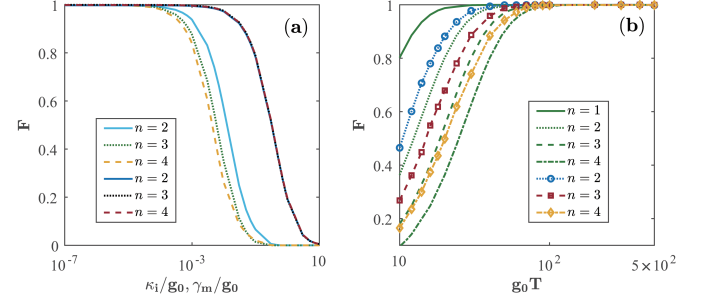 (a)
F
1
0.8
0.6
0.4
0.2
0
n = 2
n = 3
n = 4
n = 2
n = 3
n = 4
10^-7
10^-3
10
κ_i/g_0, γ_m/g_0
(b)
F
1
0.8
0.6
0.4
0.2
n = 1
n = 2
n = 3
n = 4
n = 2
n = 3
n = 4
10
10^2
5×10^2
g_0T